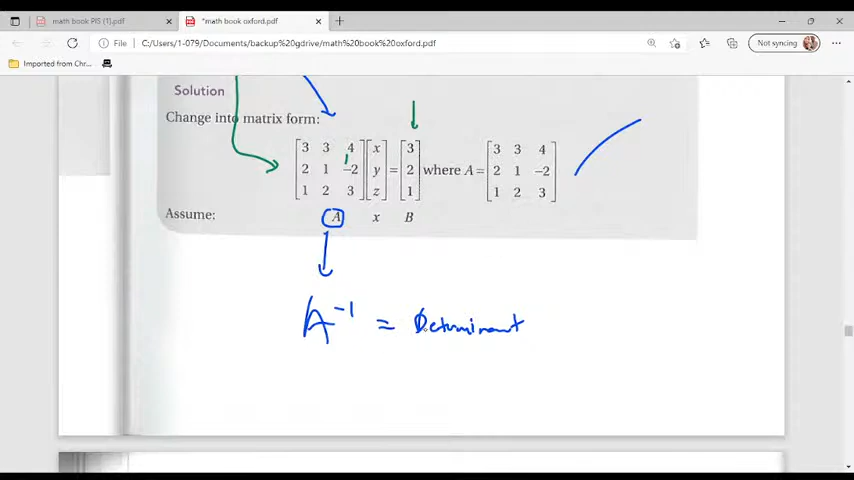 math book PIS (1).pdf
*math book oxford.pdf
File
C:/Users/1-079/Documents/backup%20gdrive/math%20book%20oxford.pdf
Not syncing
Imported from Chr...
Solution
Change into matrix form:
[3 3 4] [x] = [3] where A = [3 3 4]
[2 1 -2] [y] [2] [2 1 -2]
[1 2 3] [z] [1] [1 2 3]
Assume: A x B
A⁻¹ = Determinant